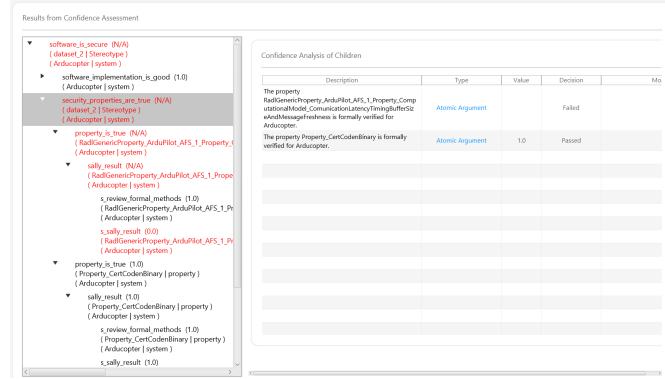 Results from Confidence Assessment
software_is_secure (N/A)
( dataset_2 | Stereotype )
( Arducopter | system )
software_implementation_is_good (1.0)
( Arducopter | system )
security_properties_are_true (N/A)
( dataset_2 | Stereotype )
( Arducopter | system )
property_is_true (N/A)
( RadlGenericProperty_ArduPilot_AFS_1_Property_(
( Arducopter | system )
sally_result (N/A)
( RadlGenericProperty_ArduPilot_AFS_1_Prope
( Arducopter | system )
s_review_formal_methods (1.0)
( RadlGenericProperty_ArduPilot_AFS_1_Pr
( Arducopter | system )
s_sally_result (0.0)
( RadlGenericProperty_ArduPilot_AFS_1_Pr
( Arducopter | system )
property_is_true (1.0)
( Property_CertCodenBinary | property )
( Arducopter | system )
sally_result (1.0)
( Property_CertCodenBinary | property )
( Arducopter | system )
s_review_formal_methods (1.0)
( Property_CertCodenBinary | property )
( Arducopter | system )
s_sally_result (1.0)
Confidence Analysis of Children
Description Type Value Decision Mo
The property
RadlGenericProperty_ArduPilot_AFS_1_Property_Comp
utationalModel_ComunicationLatencyTimingBufferSiz
eAndMessageFreshness is formally verified for
Arducopter.
Atomic Argument Failed
The property Property_CertCodenBinary is formally
verified for Arducopter.
Atomic Argument 1.0 Passed